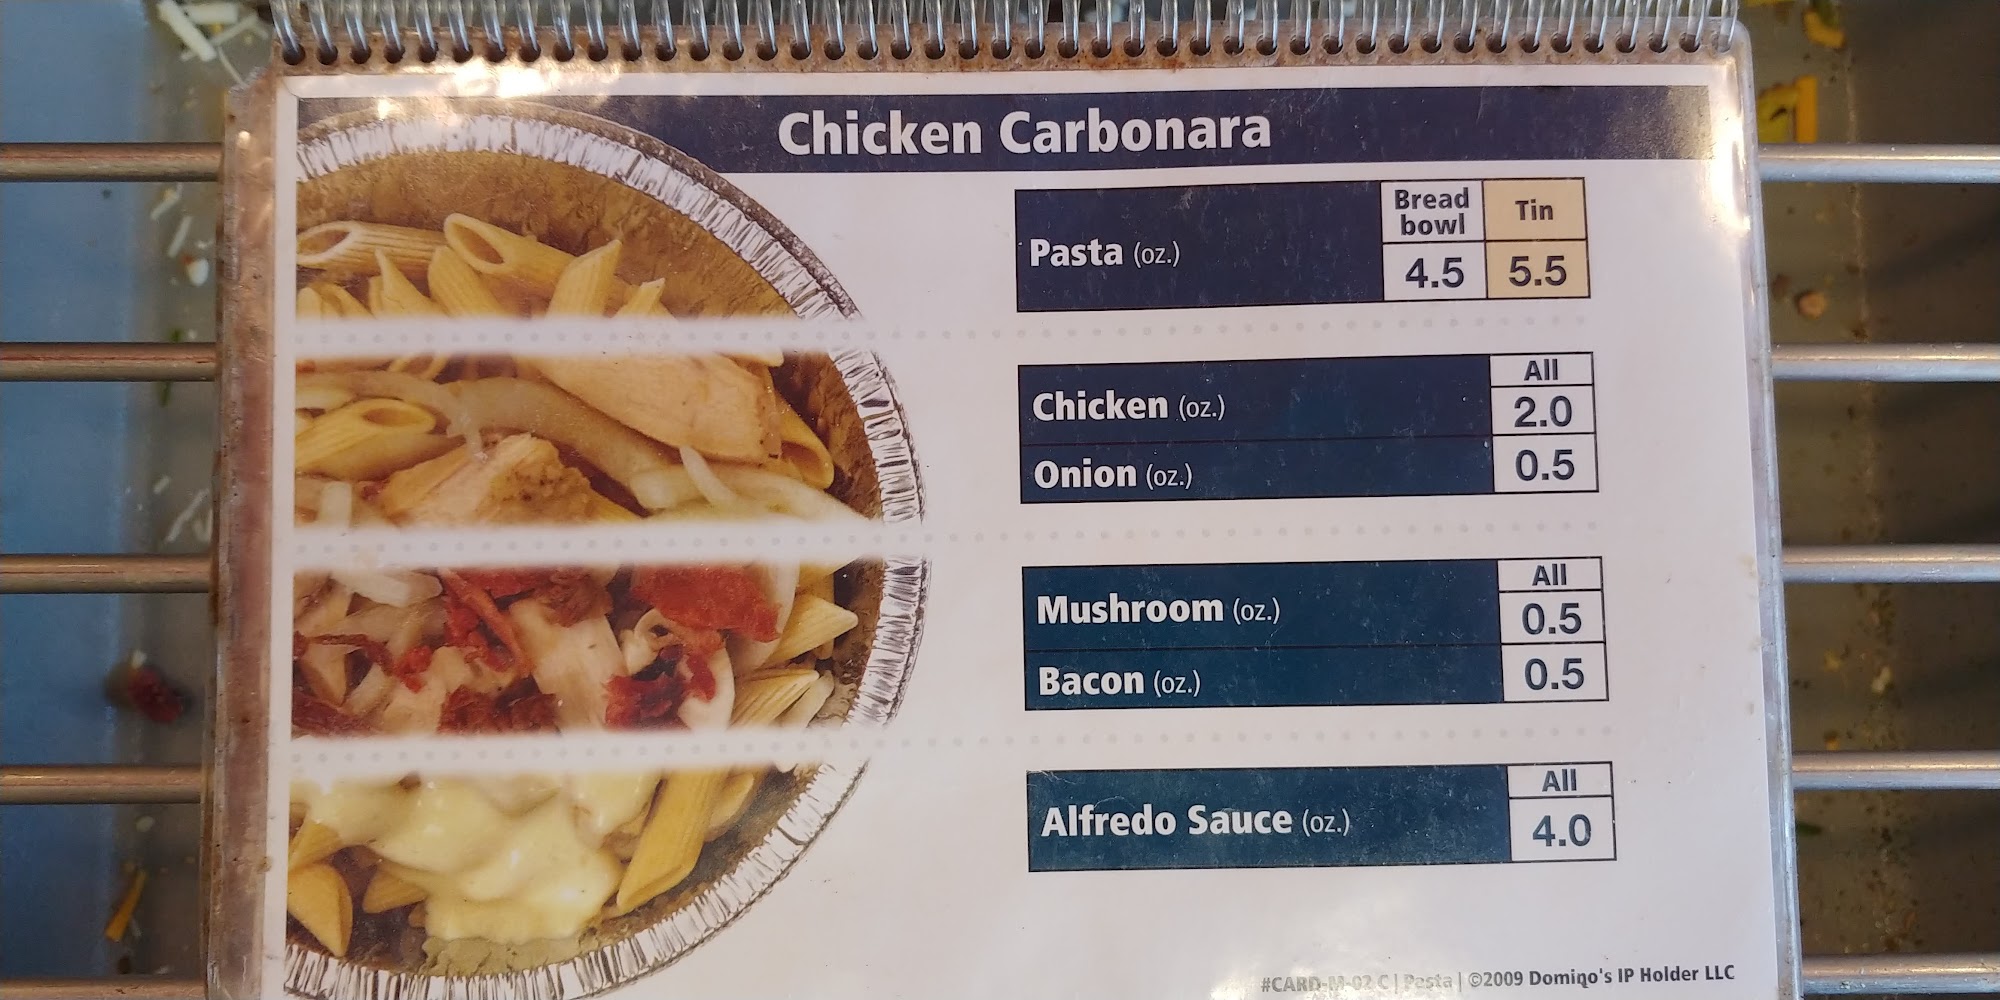 Chicken Carbonara
Bread bowl Tin
Pasta (oz.) 4.5 5.5
All
Chicken (oz.) 2.0
Onion (oz.) 0.5
All
Mushroom (oz.) 0.5
Bacon (oz.) 0.5
All
Alfredo Sauce (oz.) 4.0
#CARD-M-02 C | Pasta | ©2009 Domino's IP Holder LLC